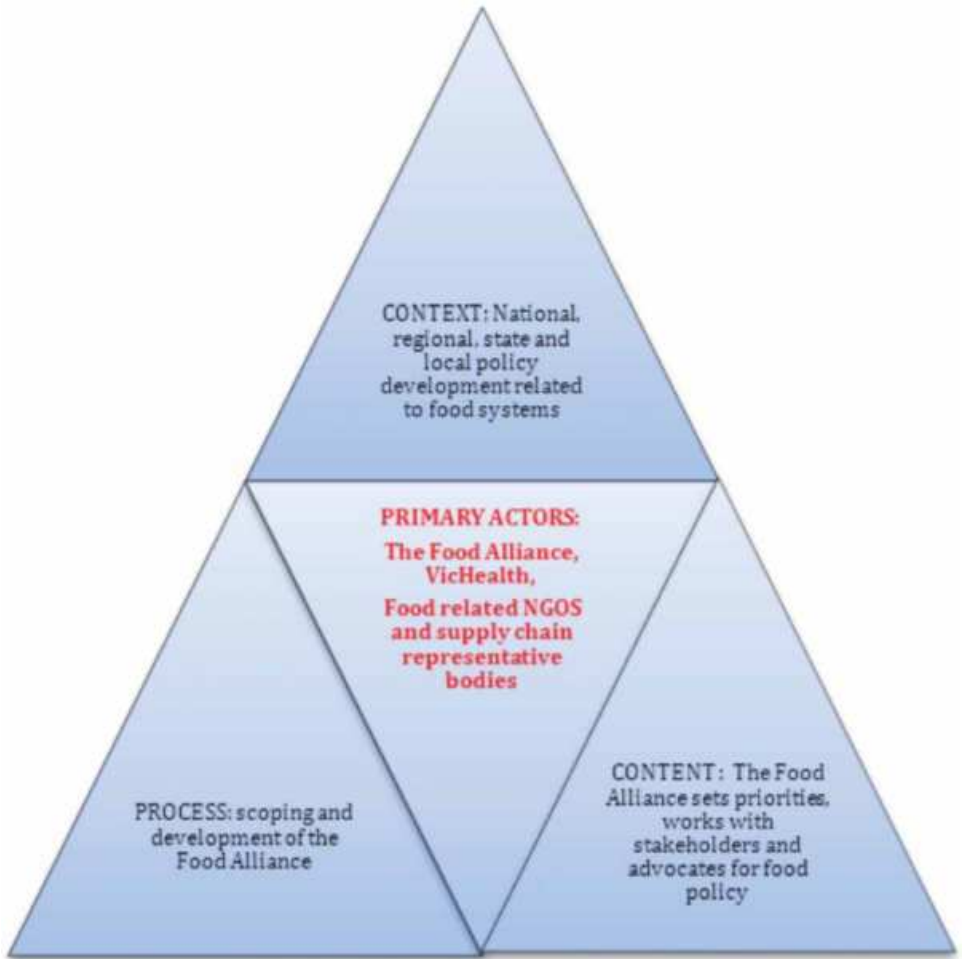 CONTEXT: National,
regional, state and
local policy
development related
to food systems
PRIMARY ACTORS:
The Food Alliance,
VicHealth,
Food related NGOS
and supply chain
representative
bodies
PROCESS: scoping and
development of the
Food Alliance
CONTENT : The Food
Alliance sets priorities,
works with
stakeholders and
advocates for food
policy